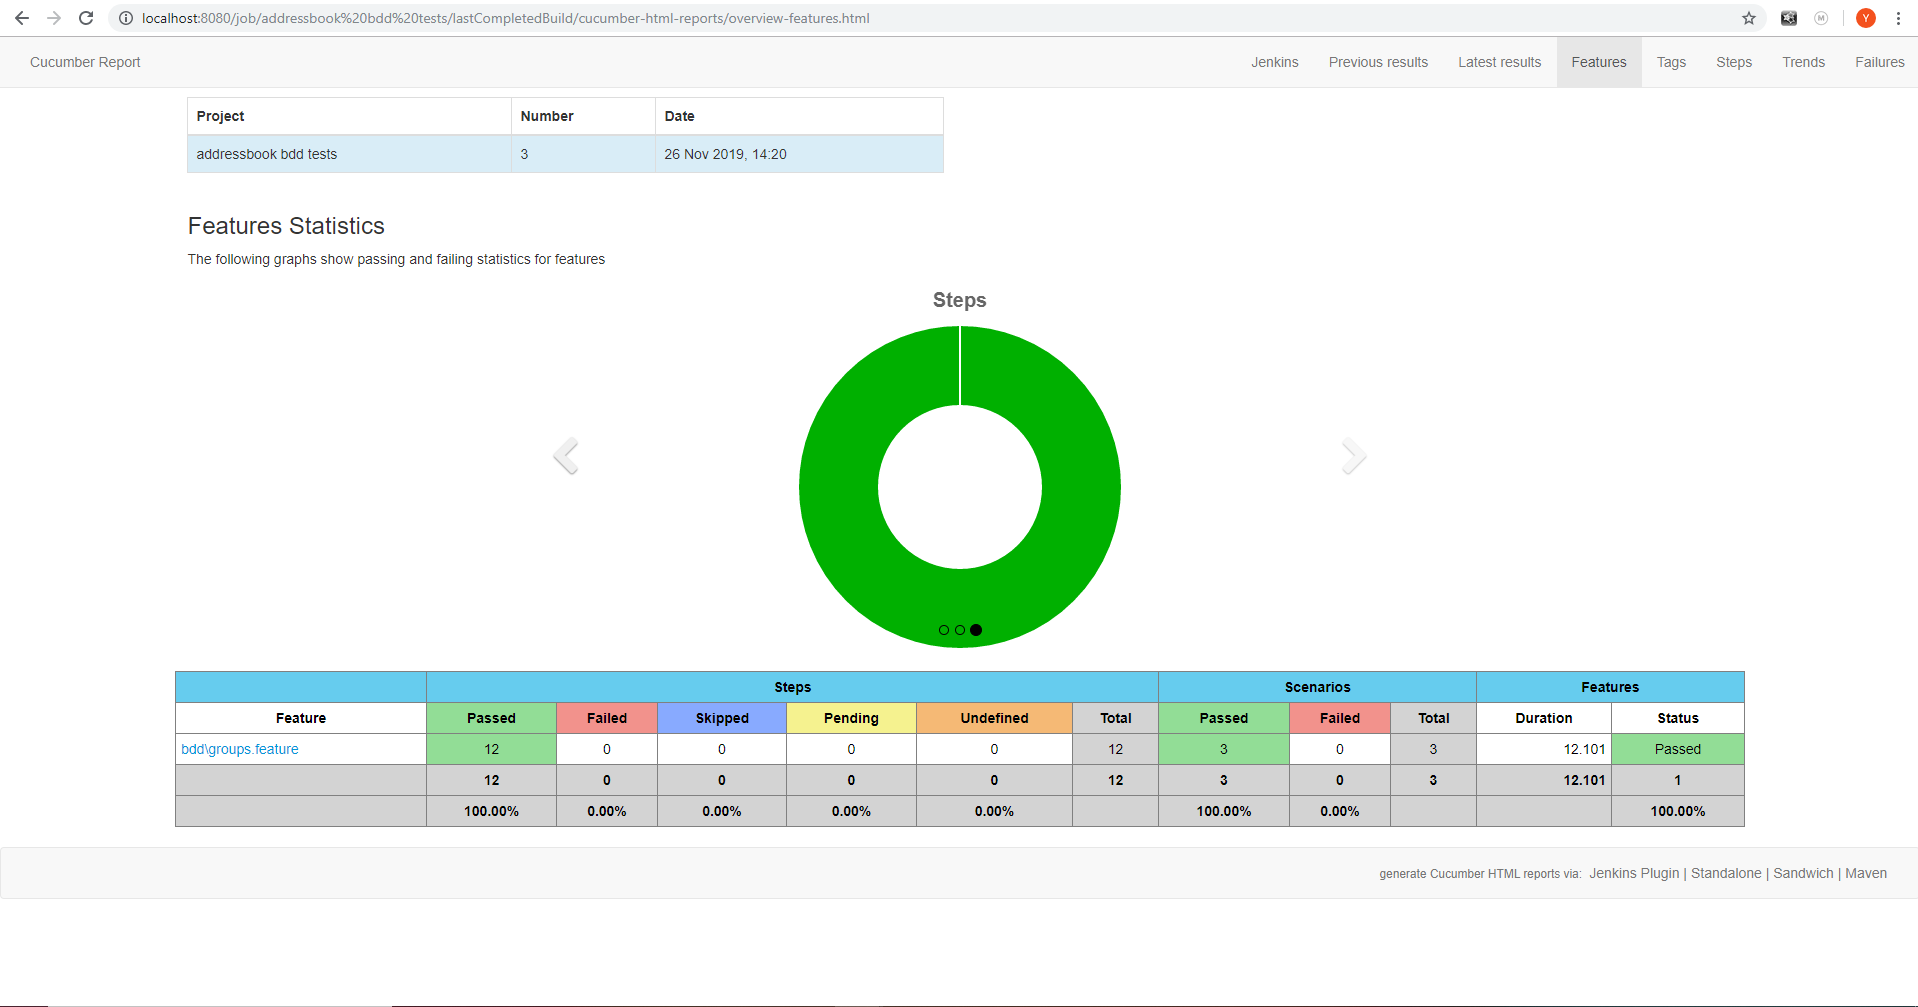 localhost:8080/job/addressbook%20bdd%20tests/lastCompletedBuild/cucumber-html-reports/overview-features.html
M
Y
Cucumber Report
Jenkins Previous results Latest results Features Tags Steps Trends Failures
Project Number Date
addressbook bdd tests 3 26 Nov 2019, 14:20
Features Statistics
The following graphs show passing and failing statistics for features
Steps
Steps Scenarios Features
Feature Passed Failed Skipped Pending Undefined Total Passed Failed Total Duration Status
bdd\groups.feature 12 0 0 0 0 12 3 0 3 12.101 Passed
12 0 0 0 0 12 3 0 3 12.101 1
100.00% 0.00% 0.00% 0.00% 0.00% 100.00% 0.00% 100.00%
generate Cucumber HTML reports via: Jenkins Plugin | Standalone | Sandwich | Maven